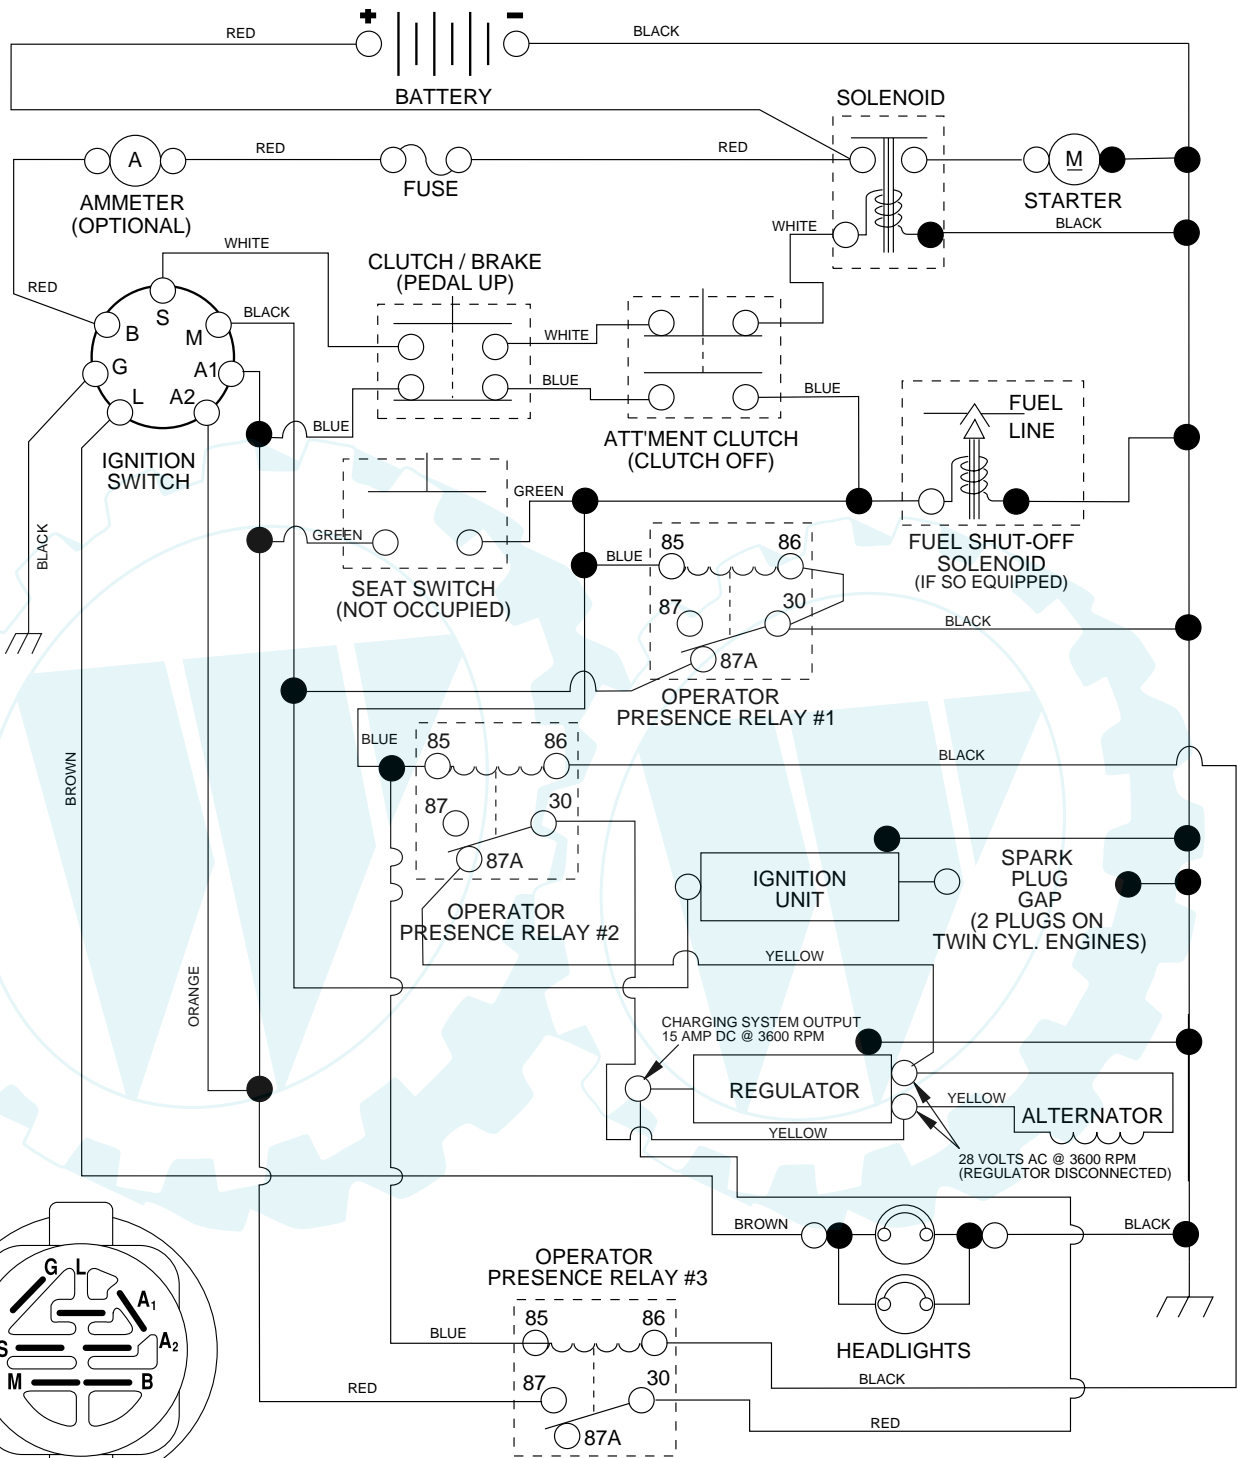 +
-
RED
BLACK
BATTERY
SOLENOID
A
RED
RED
M
AMMETER
(OPTIONAL)
FUSE
STARTER
WHITE
BLACK
WHITE
CLUTCH / BRAKE
(PEDAL UP)
RED
S
BLACK
B
M
WHITE
G
A1
L
A2
BLUE
BLUE
FUEL
LINE
BLUE
ATT'MENT CLUTCH
(CLUTCH OFF)
IGNITION
SWITCH
GREEN
GREEN
BLACK
85
86
FUEL SHUT-OFF
SOLENOID
(IF SO EQUIPPED)
BLUE
SEAT SWITCH
(NOT OCCUPIED)
87
30
BLACK
87A
OPERATOR
PRESENCE RELAY #1
BLUE
85
86
BLACK
BROWN
87
30
87A
IGNITION
UNIT
SPARK
PLUG
GAP
(2 PLUGS ON
TWIN CYL. ENGINES)
OPERATOR
PRESENCE RELAY #2
YELLOW
ORANGE
CHARGING SYSTEM OUTPUT
15 AMP DC @ 3600 RPM
REGULATOR
YELLOW
ALTERNATOR
YELLOW
28 VOLTS AC @ 3600 RPM
(REGULATOR DISCONNECTED)
BROWN
BLACK
OPERATOR
PRESENCE RELAY #3
G
L
A1
A2
S
M
B
85
86
BLUE
HEADLIGHTS
87
30
RED
BLACK
RED
87A